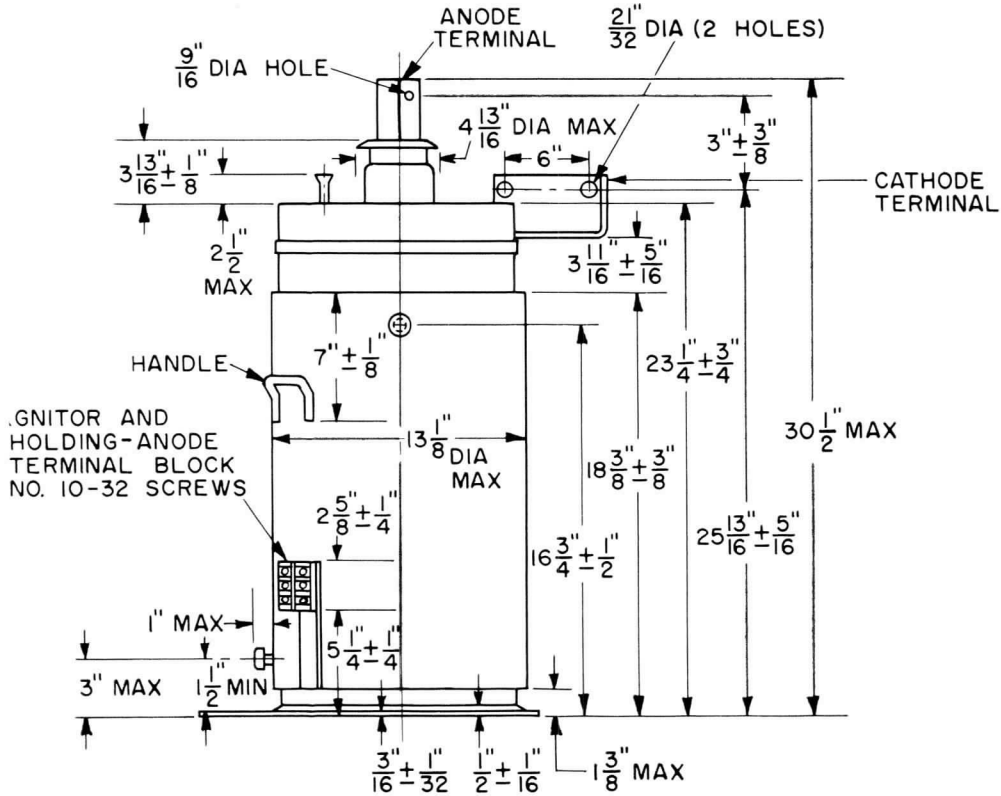 ANODE
TERMINAL
21/32" DIA (2 HOLES)
9/16" DIA HOLE
4 13/16" DIA MAX
6"
3" ± 3/8"
3 13/16" ± 1/8"
CATHODE
TERMINAL
2 1/2"
MAX
3 11/16" ± 5/16"
7" ± 1/8"
23 1/4" ± 3/4"
HANDLE
30 1/2" MAX
.GNITOR AND
HOLDING-ANODE
TERMINAL BLOCK
NO. 10-32 SCREWS
13 1/8"
DIA
MAX
18 3/8" ± 3/8"
2 5/8" ± 1/4"
25 13/16" ± 5/16"
16 3/4" ± 1/2"
1" MAX
5 1/4" ± 1/4"
3" MAX
1 1/2" MIN
3/16" ± 1/32"
1/2" ± 1/16"
1 3/8" MAX